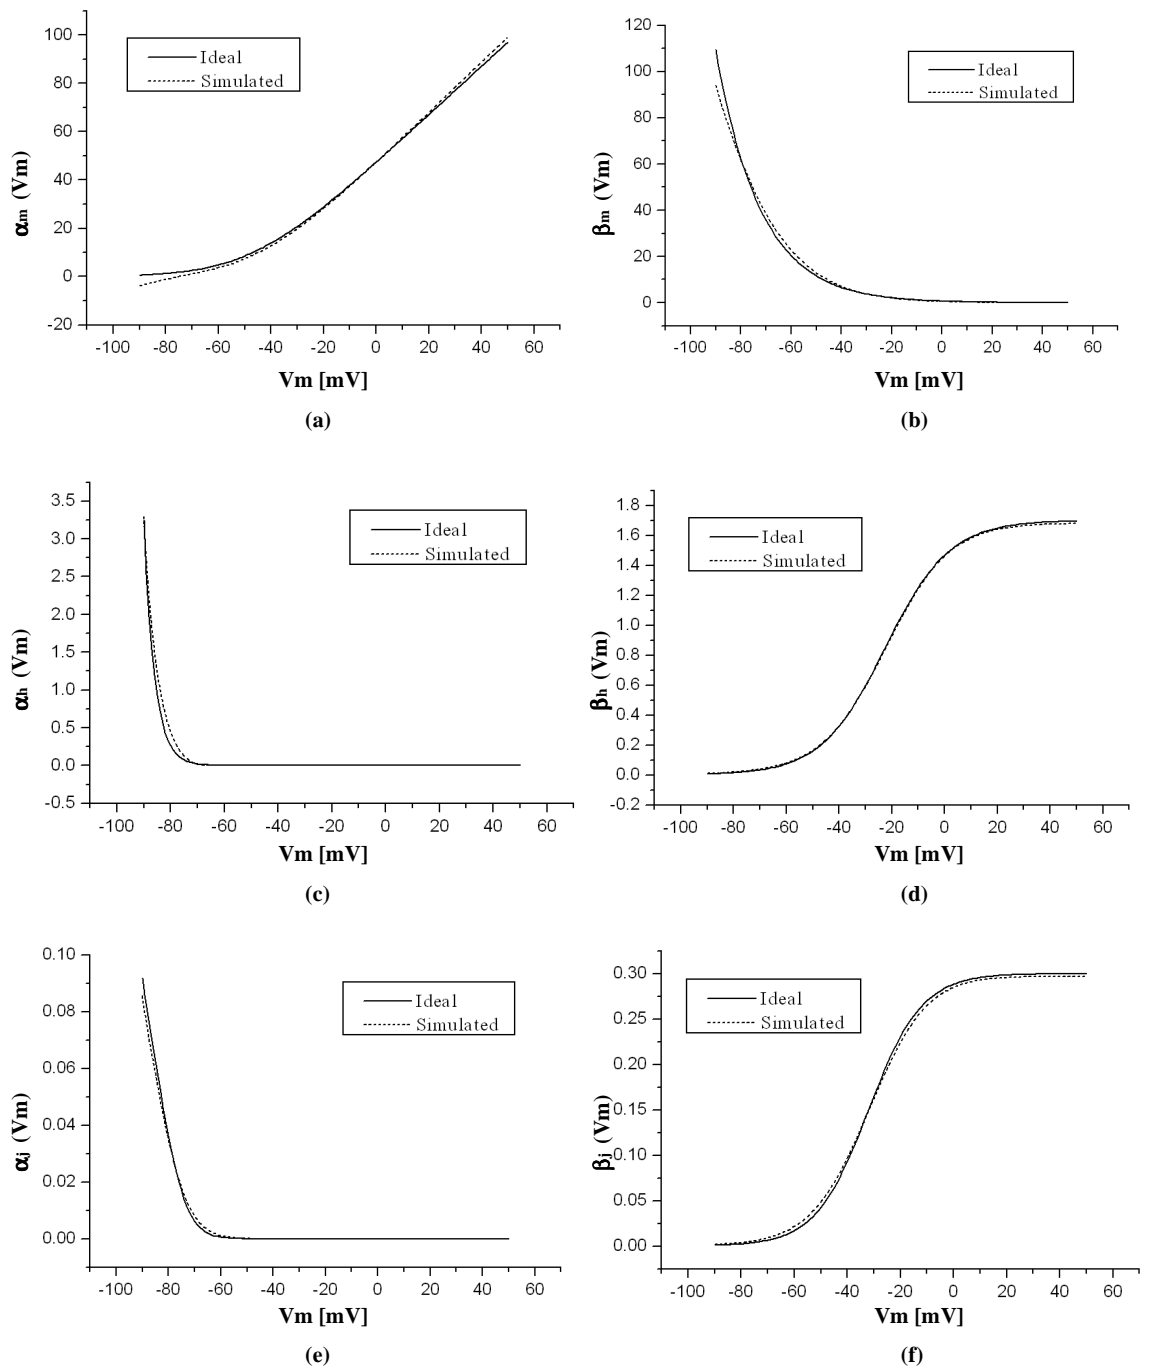 100
80
60
40
20
0
-20
-100 -80 -60 -40 -20 0 20 40 60
αm (Vm)
Vm [mV]
Ideal
Simulated
(a)
120
100
80
60
40
20
0
-100 -80 -60 -40 -20 0 20 40 60
βm (Vm)
Vm [mV]
Ideal
Simulated
(b)
3.5
3.0
2.5
2.0
1.5
1.0
0.5
0.0
-0.5
-100 -80 -60 -40 -20 0 20 40 60
αh (Vm)
Vm [mV]
Ideal
Simulated
(c)
1.8
1.6
1.4
1.2
1.0
0.8
0.6
0.4
0.2
0.0
-0.2
-100 -80 -60 -40 -20 0 20 40 60
βh (Vm)
Vm [mV]
Ideal
Simulated
(d)
0.10
0.08
0.06
0.04
0.02
0.00
-100 -80 -60 -40 -20 0 20 40 60
αj (Vm)
Vm [mV]
Ideal
Simulated
(e)
0.30
0.25
0.20
0.15
0.10
0.05
0.00
-100 -80 -60 -40 -20 0 20 40 60
βj (Vm)
Vm [mV]
Ideal
Simulated
(f)